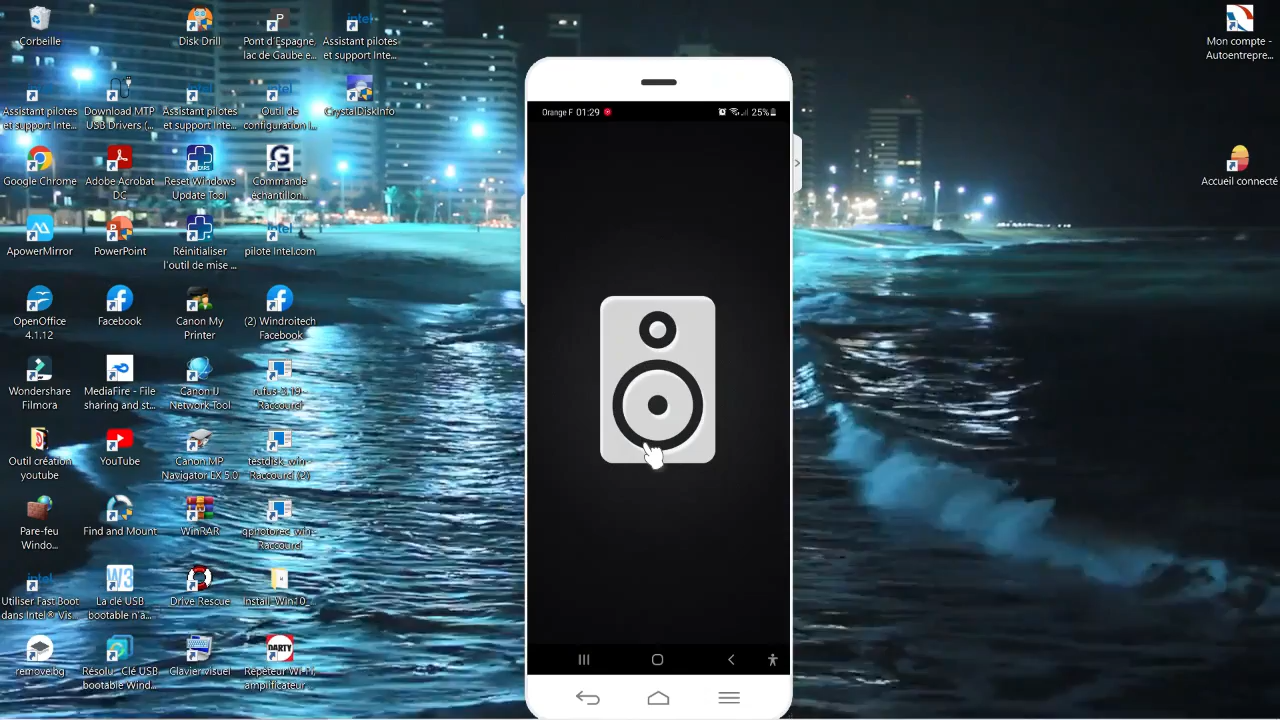 Corbeille
Disk Drill
Pont d'Espagne,
lac de Gaube e...
Assistant pilotes
et support Inte...
Mon compte -
Autoentrepre...
Assistant pilotes
et support Inte...
Download MTP
USB Drivers (...
Assistant pilotes
et support Inte...
Outil de
configuration I...
CrystalDiskInfo
Google Chrome
Adobe Acrobat
DC
Reset Windows
Update Tool
Commande
échantillon...
Accueil connecté
ApowerMirror
PowerPoint
Réinitialiser
l'outil de mise ...
pilote Intel.com
OpenOffice
4.1.12
Facebook
Canon My
Printer
(2) Windroitech
Facebook
Wondershare
Filmora
MediaFire - File
sharing and st...
Canon IJ
Network Tool
rufus-3.19 -
Raccourci
Outil création
youtube
YouTube
Canon MP
Navigator EX 5.0
testdisk_win -
Raccourci (2)
Pare-feu
Windo...
Find and Mount
WinRAR
qphotorec_win -
Raccourci
Utiliser Fast Boot
dans Intel® Vis...
La clé USB
bootable n'a...
Drive Rescue
Install-Win10_...
remove.bg
Résolu - Clé USB
bootable Wind...
Clavier visuel
DARTY
Répéteur Wi-Fi,
amplificateur ...
Orange F 01:29
25%